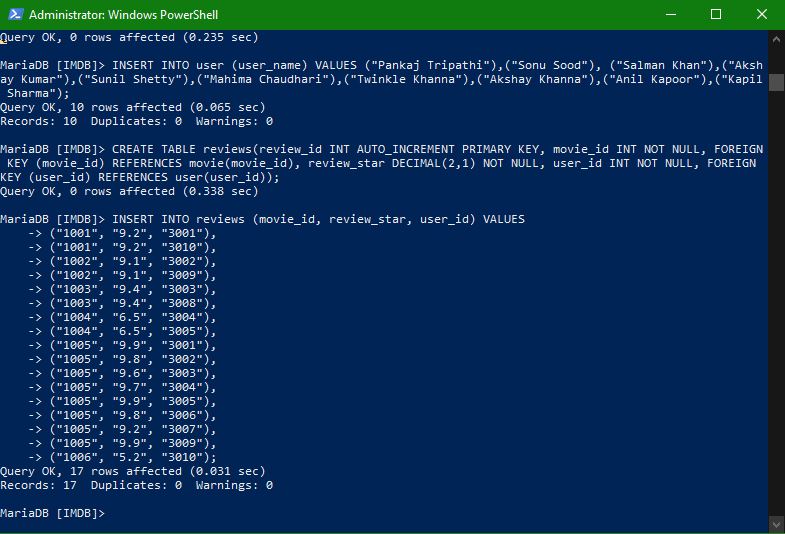 Administrator: Windows PowerShell
Query OK, 0 rows affected (0.235 sec)
MariaDB [IMDB]> INSERT INTO user (user_name) VALUES ("Pankaj Tripathi"),("Sonu Sood"), ("Salman Khan"),("Aksh
ay Kumar"),("Sunil Shetty"),("Mahima Chaudhari"),("Twinkle Khanna"),("Akshay Khanna"),("Anil Kapoor"),("Kapil
 Sharma");
Query OK, 10 rows affected (0.065 sec)
Records: 10  Duplicates: 0  Warnings: 0
MariaDB [IMDB]> CREATE TABLE reviews(review_id INT AUTO_INCREMENT PRIMARY KEY, movie_id INT NOT NULL, FOREIGN
 KEY (movie_id) REFERENCES movie(movie_id), review_star DECIMAL(2,1) NOT NULL, user_id INT NOT NULL, FOREIGN
KEY (user_id) REFERENCES user(user_id));
Query OK, 0 rows affected (0.338 sec)
MariaDB [IMDB]> INSERT INTO reviews (movie_id, review_star, user_id) VALUES
    -> ("1001", "9.2", "3001"),
    -> ("1001", "9.2", "3010"),
    -> ("1002", "9.1", "3002"),
    -> ("1002", "9.1", "3009"),
    -> ("1003", "9.4", "3003"),
    -> ("1003", "9.4", "3008"),
    -> ("1004", "6.5", "3004"),
    -> ("1004", "6.5", "3005"),
    -> ("1005", "9.9", "3001"),
    -> ("1005", "9.8", "3002"),
    -> ("1005", "9.6", "3003"),
    -> ("1005", "9.7", "3004"),
    -> ("1005", "9.9", "3005"),
    -> ("1005", "9.8", "3006"),
    -> ("1005", "9.2", "3007"),
    -> ("1005", "9.9", "3009"),
    -> ("1006", "5.2", "3010");
Query OK, 17 rows affected (0.031 sec)
Records: 17  Duplicates: 0  Warnings: 0
MariaDB [IMDB]>